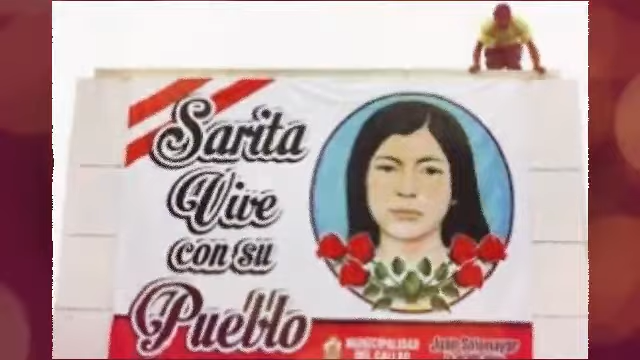 Sarita
Vive
con su
Pueblo
MUNICIPALIDAD
DEL CALLAO
Juan Sotomayor